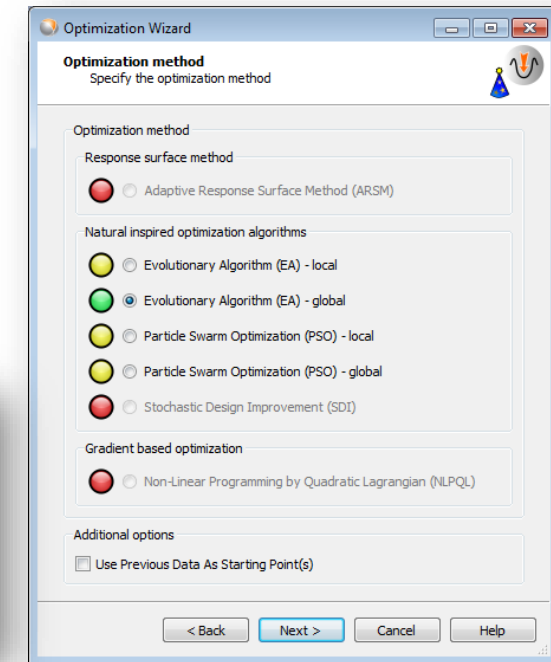 Optimization Wizard
Optimization method
Specify the optimization method
Optimization method
Response surface method
Adaptive Response Surface Method (ARSM)
Natural inspired optimization algorithms
Evolutionary Algorithm (EA) - local
Evolutionary Algorithm (EA) - global
Particle Swarm Optimization (PSO) - local
Particle Swarm Optimization (PSO) - global
Stochastic Design Improvement (SDI)
Gradient based optimization
Non-Linear Programming by Quadratic Lagrangian (NLPQL)
Additional options
Use Previous Data As Starting Point(s)
< Back Next > Cancel Help